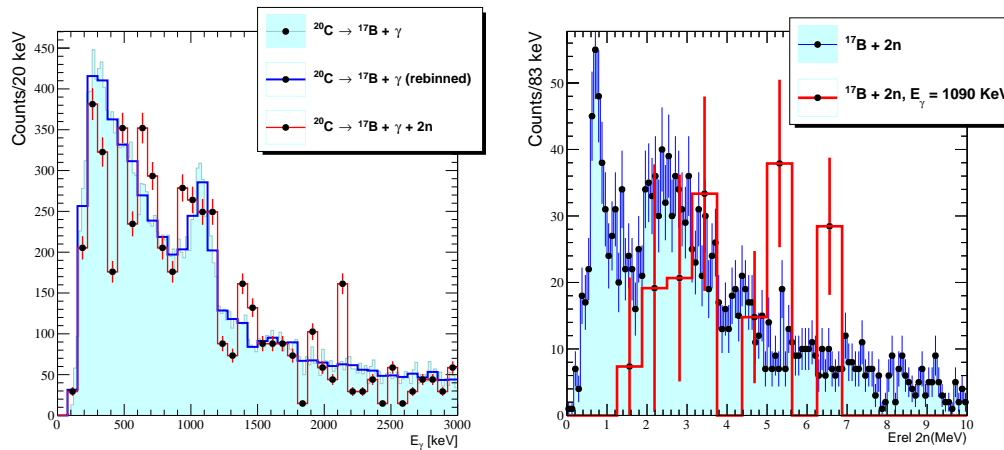 ²⁰C → ¹⁷B + γ
²⁰C → ¹⁷B + γ (rebinned)
²⁰C → ¹⁷B + γ + 2n
Counts/20 keV
450
400
350
300
250
200
150
100
50
0
0 500 1000 1500 2000 2500 3000
E_γ [keV]
¹⁷B + 2n
¹⁷B + 2n, E_γ = 1090 KeV
Counts/83 keV
50
40
30
20
10
0
0 1 2 3 4 5 6 7 8 9 10
Erel 2n(MeV)